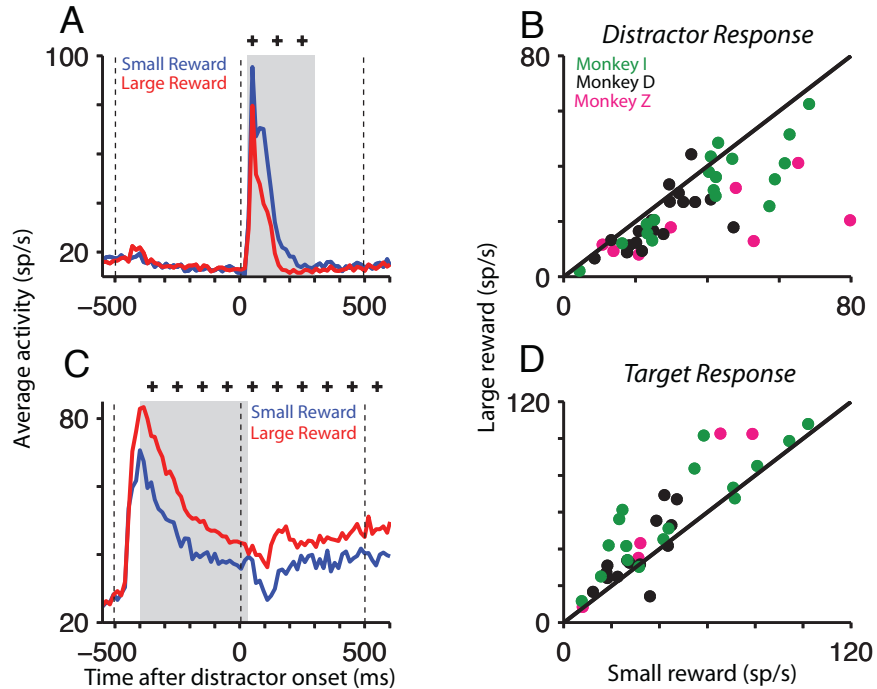 A
+ + +
100
Small Reward
Large Reward
20
−500 0 500
B
Distractor Response
80
Monkey I
Monkey D
Monkey Z
0
0 80
Average activity (sp/s)
Large reward (sp/s)
C
+ + + + + + + + + +
80
Small Reward
Large Reward
20
−500 0 500
Time after distractor onset (ms)
D
Target Response
120
0
0 120
Small reward (sp/s)